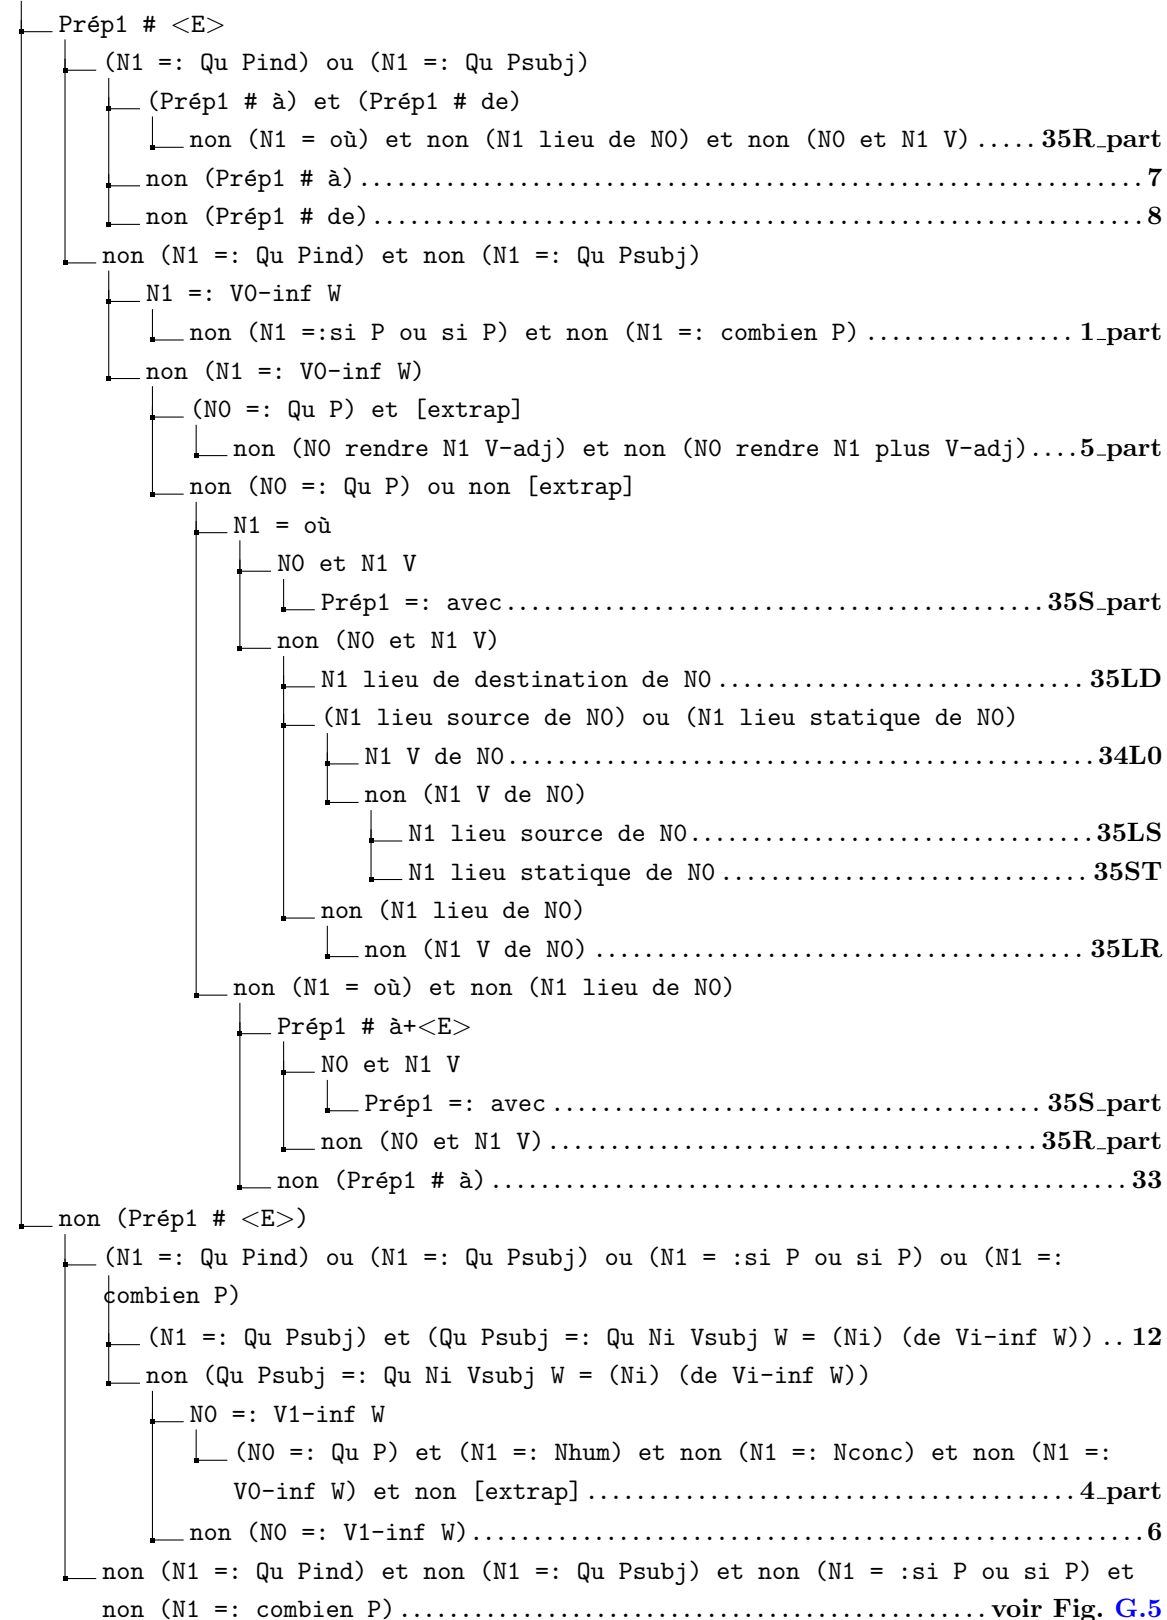 Prép1 # <E>
(N1 =: Qu Pind) ou (N1 =: Qu Psubj)
(Prép1 # à) et (Prép1 # de)
non (N1 = où) et non (N1 lieu de N0) et non (N0 et N1 V) ..... 35R_part
non (Prép1 # à) ..... 7
non (Prép1 # de) ..... 8
non (N1 =: Qu Pind) et non (N1 =: Qu Psubj)
N1 =: V0-inf W
non (N1 =:si P ou si P) et non (N1 =: combien P) ..... 1_part
non (N1 =: V0-inf W)
(N0 =: Qu P) et [extrap]
non (N0 rendre N1 V-adj) et non (N0 rendre N1 plus V-adj) .... 5_part
non (N0 =: Qu P) ou non [extrap]
N1 = où
N0 et N1 V
Prép1 =: avec ..... 35S_part
non (N0 et N1 V)
N1 lieu de destination de N0 ..... 35LD
(N1 lieu source de N0) ou (N1 lieu statique de N0)
N1 V de N0 ..... 34L0
non (N1 V de N0)
N1 lieu source de N0 ..... 35LS
N1 lieu statique de N0 ..... 35ST
non (N1 lieu de N0)
non (N1 V de N0) ..... 35LR
non (N1 = où) et non (N1 lieu de N0)
Prép1 # à+<E>
N0 et N1 V
Prép1 =: avec ..... 35S_part
non (N0 et N1 V) ..... 35R_part
non (Prép1 # à) ..... 33
non (Prép1 # <E>)
(N1 =: Qu Pind) ou (N1 =: Qu Psubj) ou (N1 = :si P ou si P) ou (N1 =:
combien P)
(N1 =: Qu Psubj) et (Qu Psubj =: Qu Ni Vsubj W = (Ni) (de Vi-inf W)) .. 12
non (Qu Psubj =: Qu Ni Vsubj W = (Ni) (de Vi-inf W))
N0 =: V1-inf W
(N0 =: Qu P) et (N1 =: Nhum) et non (N1 =: Nconc) et non (N1 =:
V0-inf W) et non [extrap] ..... 4_part
non (N0 =: V1-inf W) ..... 6
non (N1 =: Qu Pind) et non (N1 =: Qu Psubj) et non (N1 = :si P ou si P) et
non (N1 =: combien P) ..... voir Fig. G.5